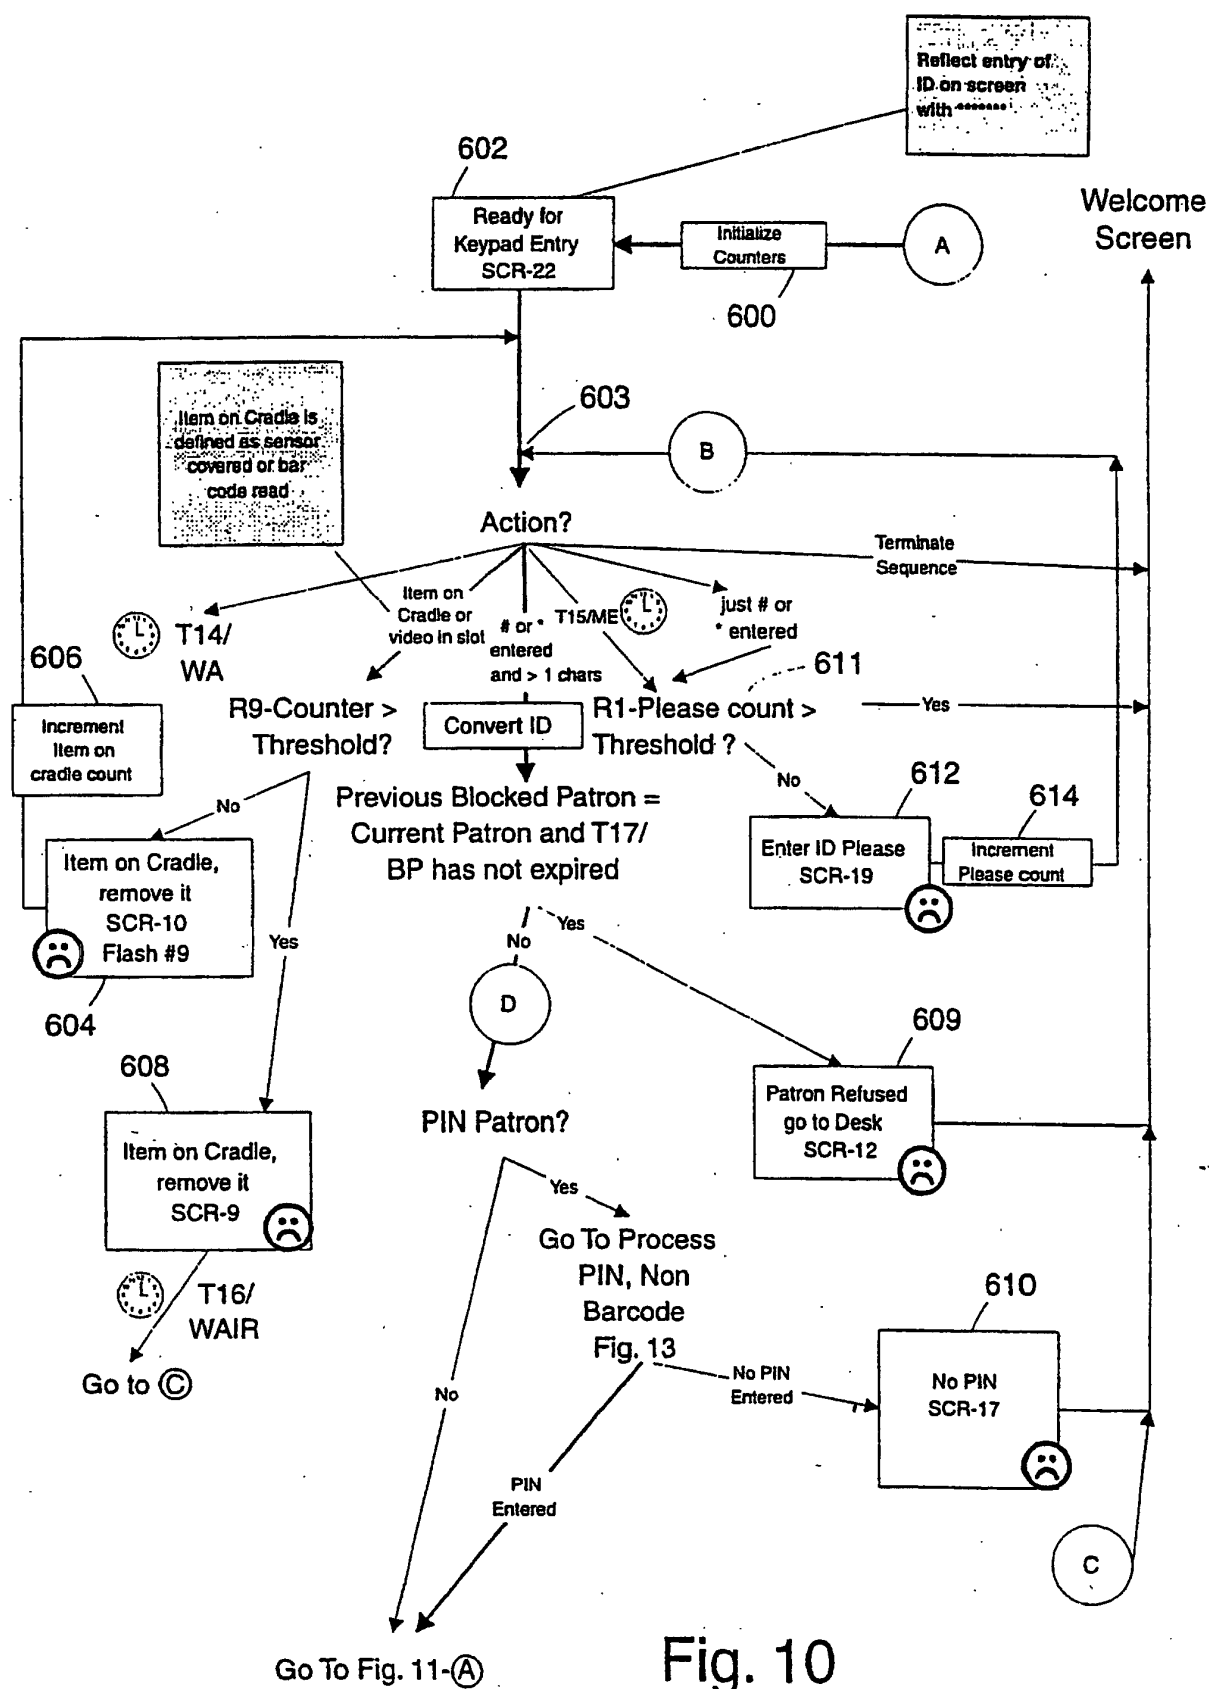 Reflect entry of
ID on screen
with *******
602
Ready for
Keypad Entry
SCR-22
Initialize
Counters
A
600
Welcome
Screen
Item on Cradle is
defined as sensor
covered or bar
code read
603
B
Action?
Terminate
Sequence
Item on
Cradle or
video in slot
# or *
entered
and > 1 chars
T15/ME
just # or
* entered
T14/
WA
606
Increment
Item on
cradle count
R9-Counter >
Threshold?
Convert ID
R1-Please count >
Threshold ?
611
Yes
No
No
Previous Blocked Patron =
Current Patron and T17/
BP has not expired
612
614
Enter ID Please
SCR-19
Increment
Please count
Item on Cradle,
remove it
SCR-10
Flash #9
604
Yes
No
Yes
D
609
Patron Refused
go to Desk
SCR-12
608
Item on Cradle,
remove it
SCR-9
PIN Patron?
Yes
Go To Process
PIN, Non
Barcode
Fig. 13
T16/
WAIR
Go to C
No
No PIN
Entered
610
No PIN
SCR-17
PIN
Entered
C
Go To Fig. 11-A
Fig. 10